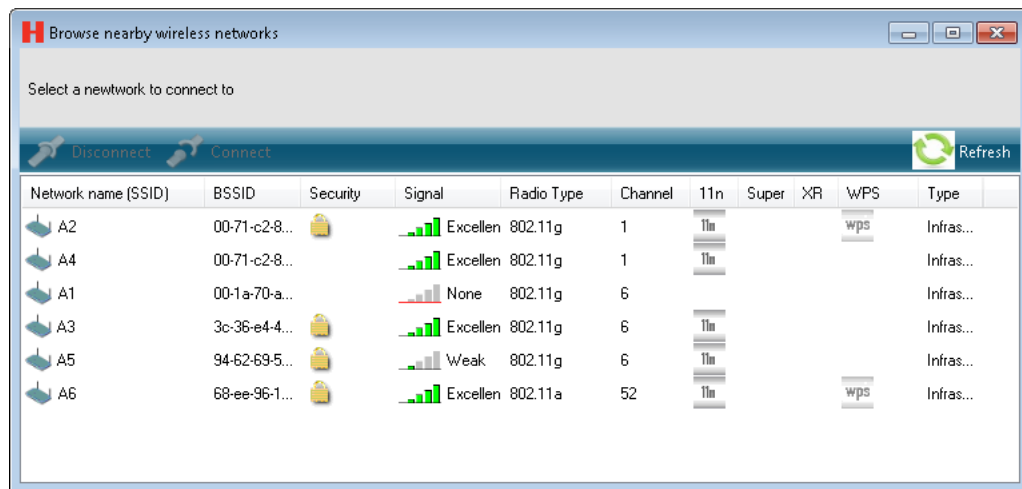 H Browse nearby wireless networks
Select a newtwork to connect to
Disconnect Connect Refresh
Network name (SSID) BSSID Security Signal Radio Type Channel 11n Super XR WPS Type
A2 00-71-c2-8... Excellen 802.11g 1 11n wps Infras...
A4 00-71-c2-8... Excellen 802.11g 1 11n Infras...
A1 00-1a-70-a... None 802.11g 6 Infras...
A3 3c-36-e4-4... Excellen 802.11g 6 11n Infras...
A5 94-62-69-5... Weak 802.11g 6 11n Infras...
A6 68-ee-96-1... Excellen 802.11a 52 11n wps Infras...